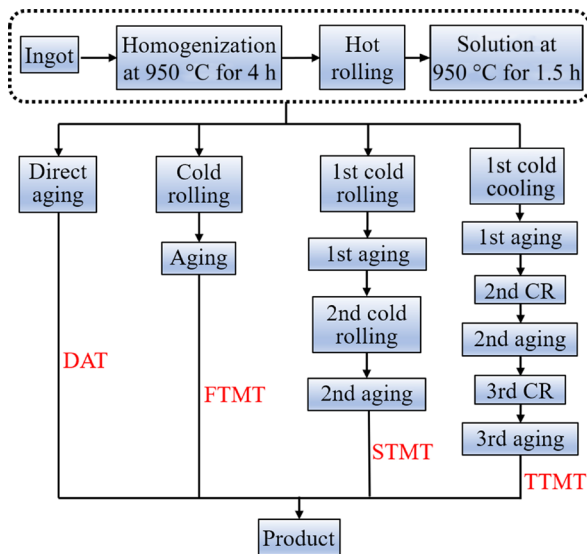 Ingot
Homogenization
at 950 °C for 4 h
Hot
rolling
Solution at
950 °C for 1.5 h
Direct
aging
DAT
Cold
rolling
Aging
FTMT
1st cold
rolling
1st aging
2nd cold
rolling
2nd aging
STMT
1st cold
cooling
1st aging
2nd CR
2nd aging
3rd CR
3rd aging
TTMT
Product